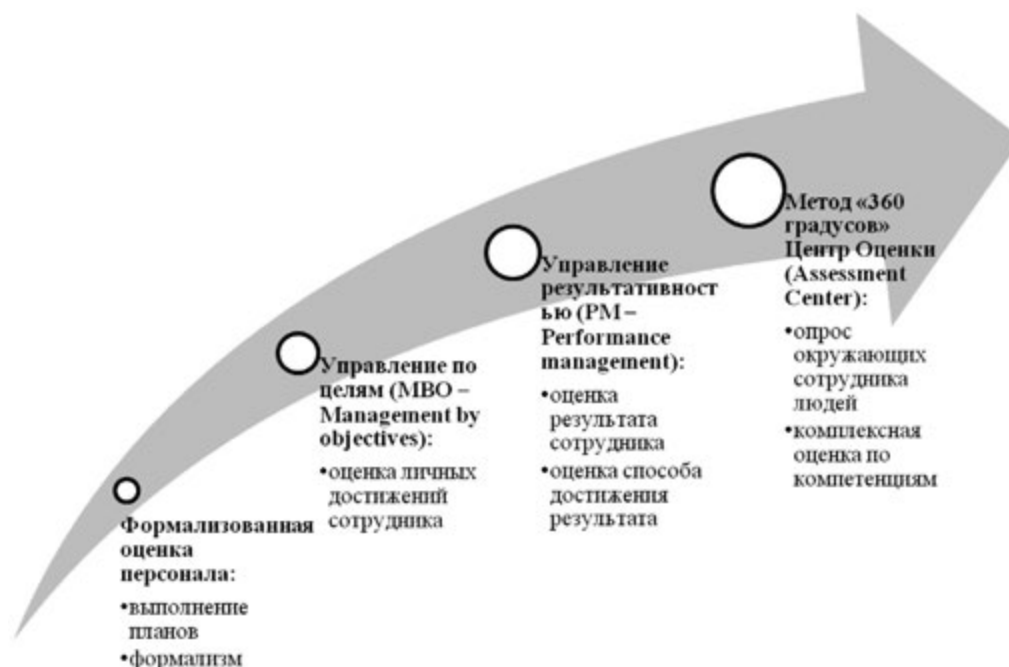 Формализованная
оценка
персонала:
•выполнение
планов
•формализм
Управление по
целям (MBO –
Management by
objectives):
•оценка личных
достижений
сотрудника
Управление
результативност
ью (PM –
Performance
management):
•оценка
результата
сотрудника
•оценка способа
достижения
результата
Метод «360
градусов»
Центр Оценки
(Assessment
Center):
•опрос
окружающих
сотрудника
людей
•комплексная
оценка по
компетенциям